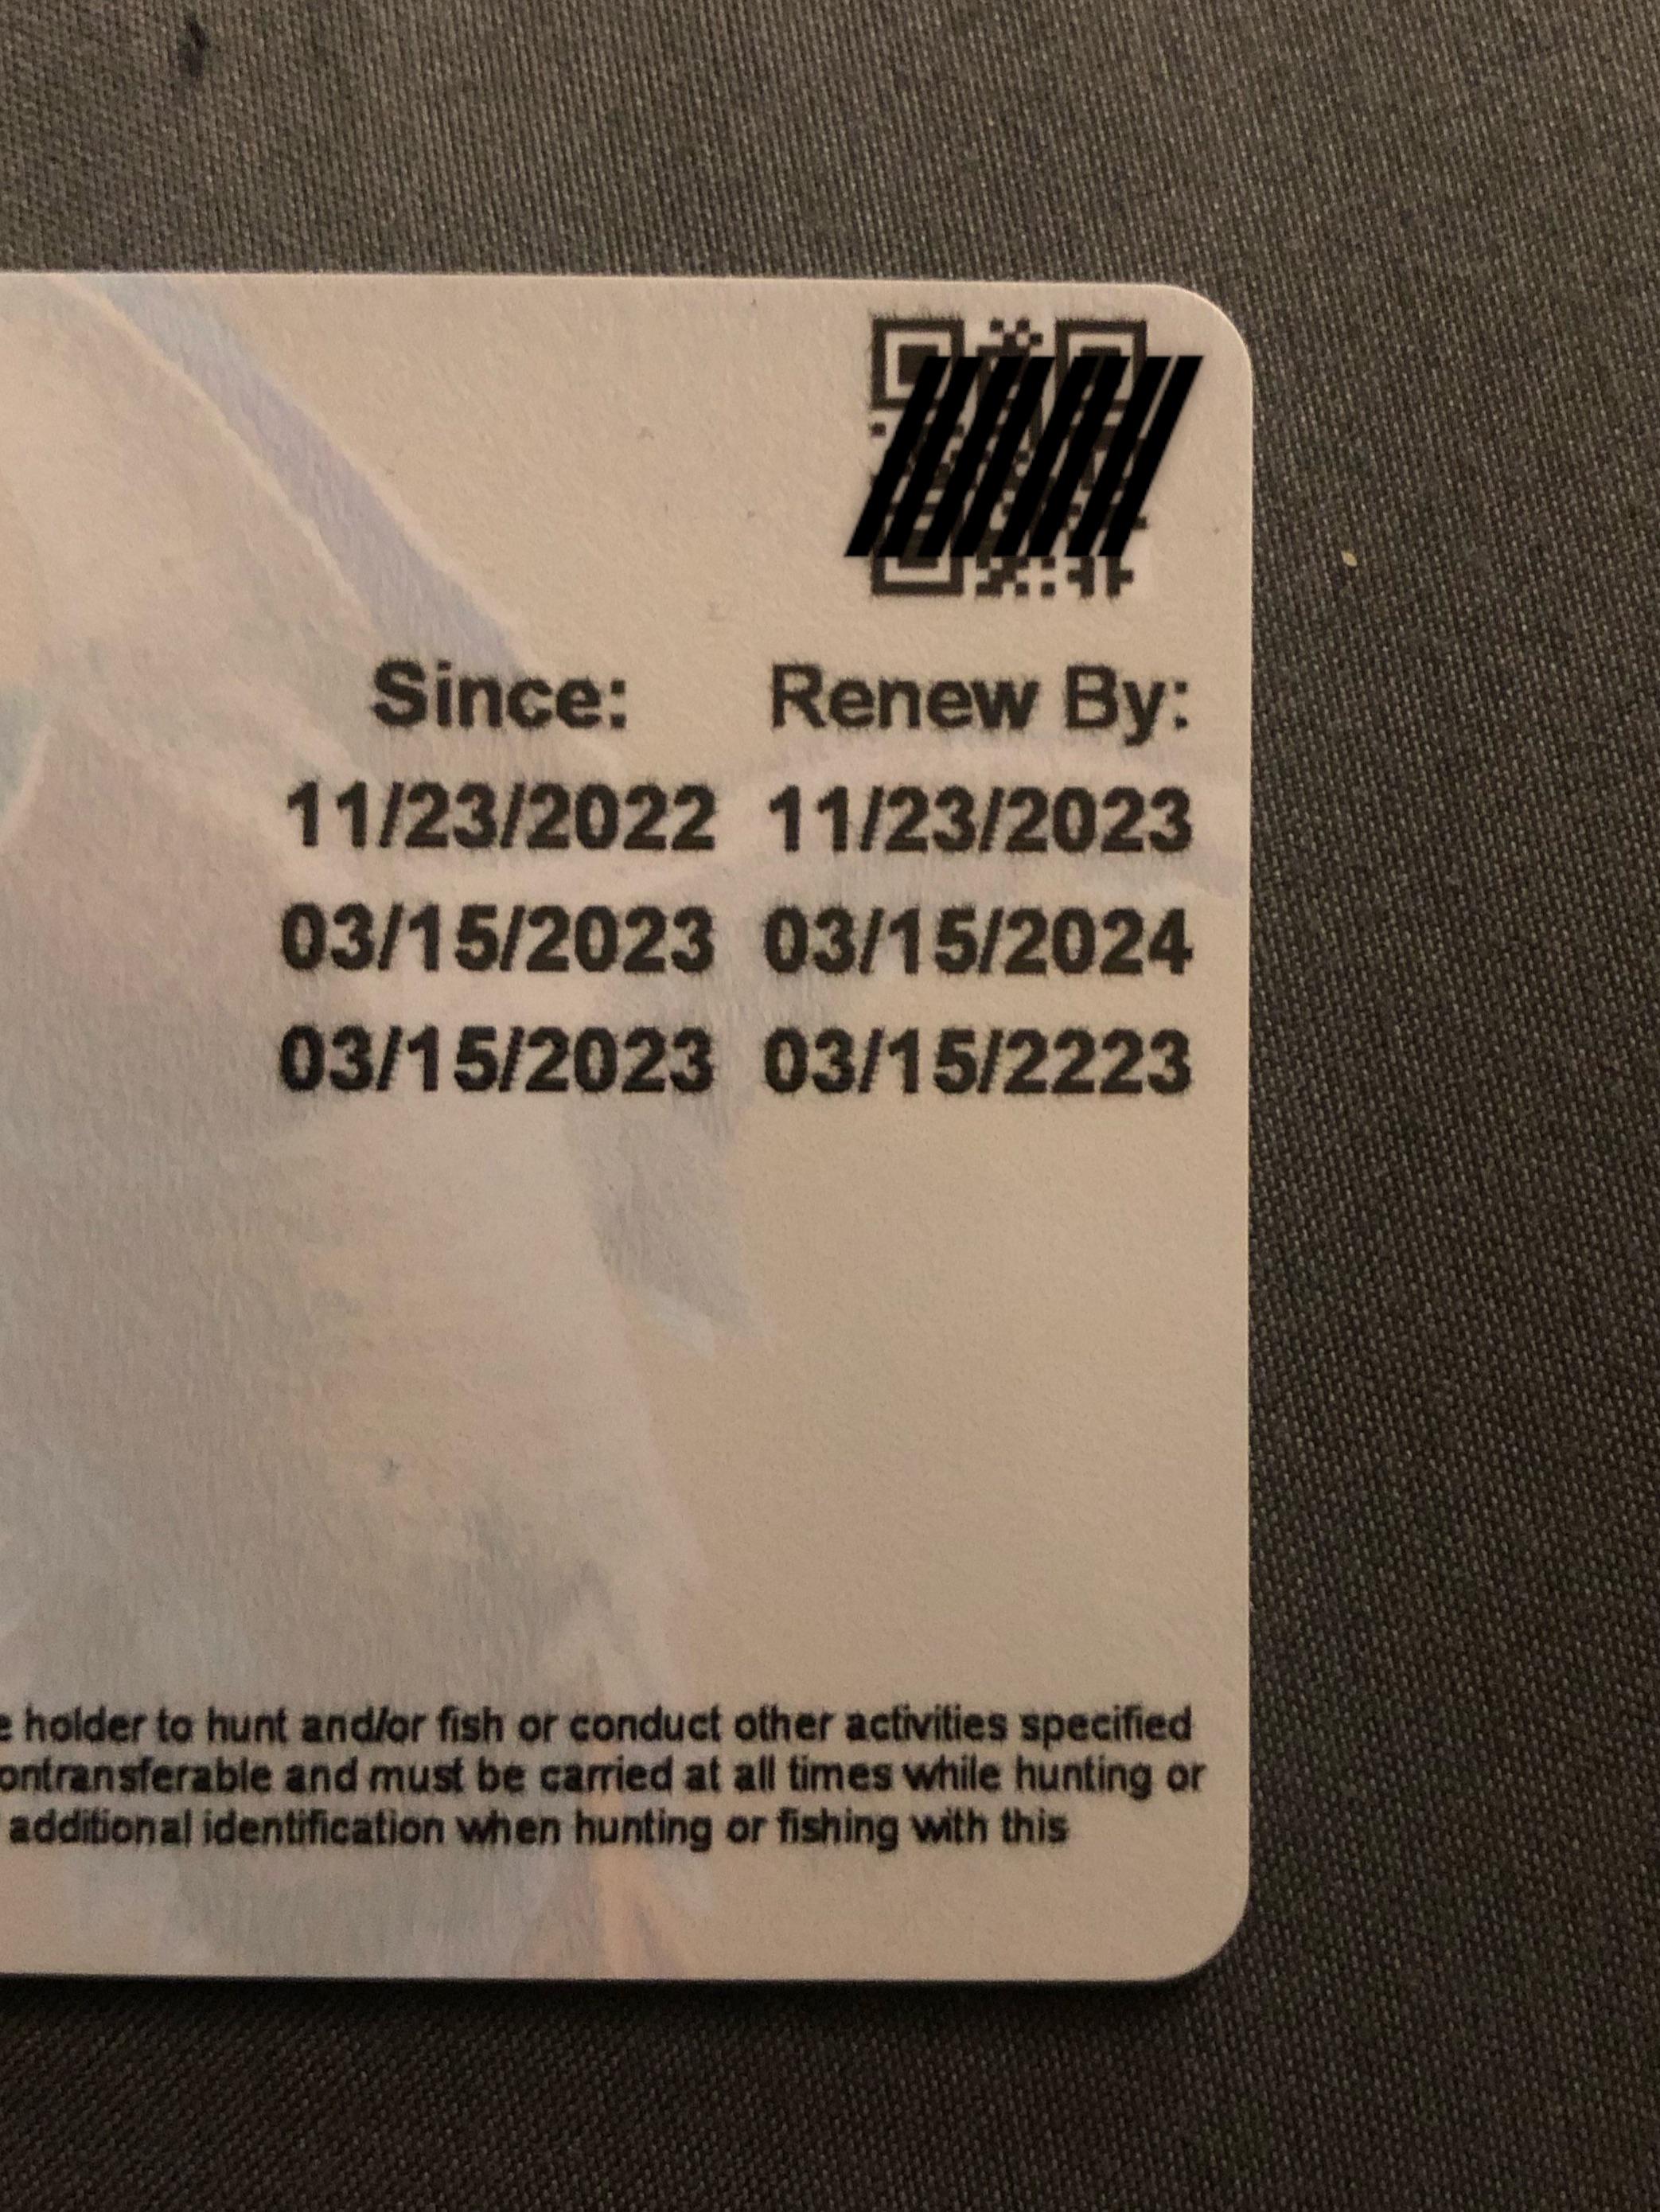 Since: Renew By:
11/23/2022 11/23/2023
03/15/2023 03/15/2024
03/15/2023 03/15/2223
holder to hunt and/or fish or conduct other activities specified
ontransferable and must be carried at all times while hunting or
additional identification when hunting or fishing with this